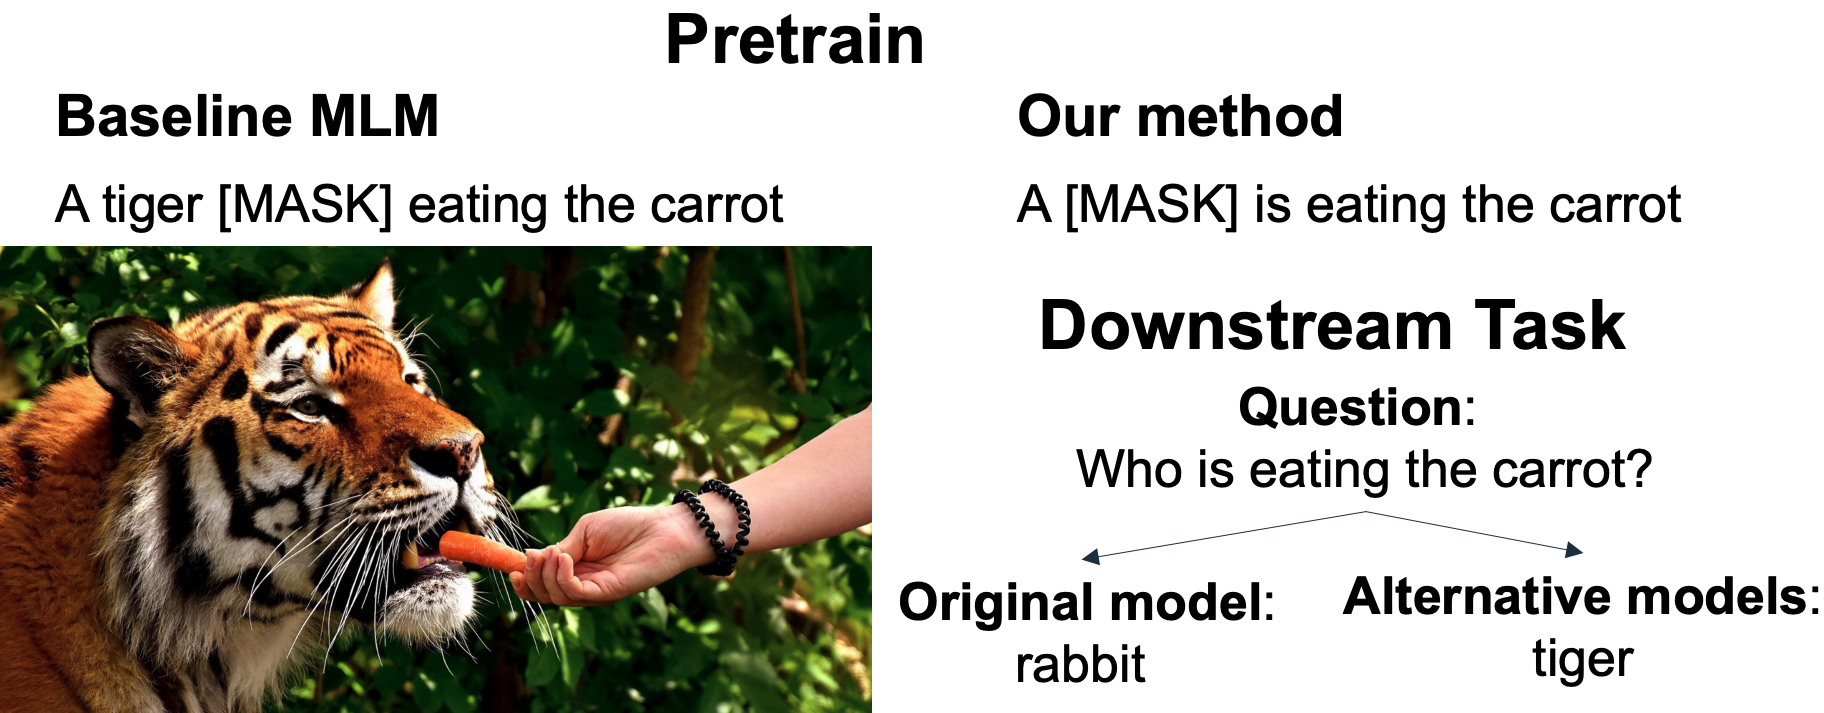 Pretrain
Baseline MLM
Our method
A tiger [MASK] eating the carrot
A [MASK] is eating the carrot
Downstream Task
Question:
Who is eating the carrot?
Original model:
rabbit
Alternative models:
tiger